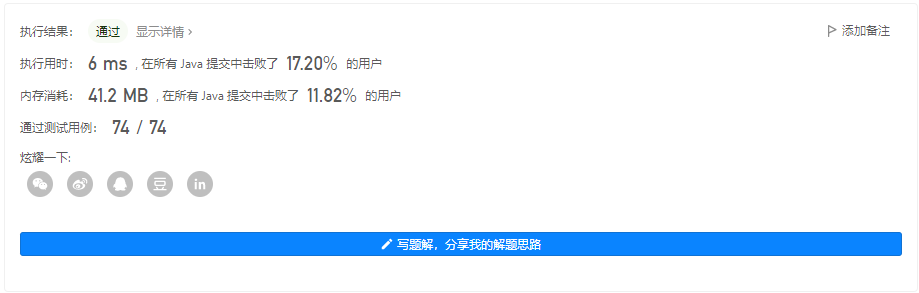 执行结果： 通过 显示详情 › 添加备注
执行用时： 6 ms , 在所有 Java 提交中击败了 17.20% 的用户
内存消耗： 41.2 MB , 在所有 Java 提交中击败了 11.82% 的用户
通过测试用例： 74 / 74
炫耀一下:
豆 in
写题解，分享我的解题思路